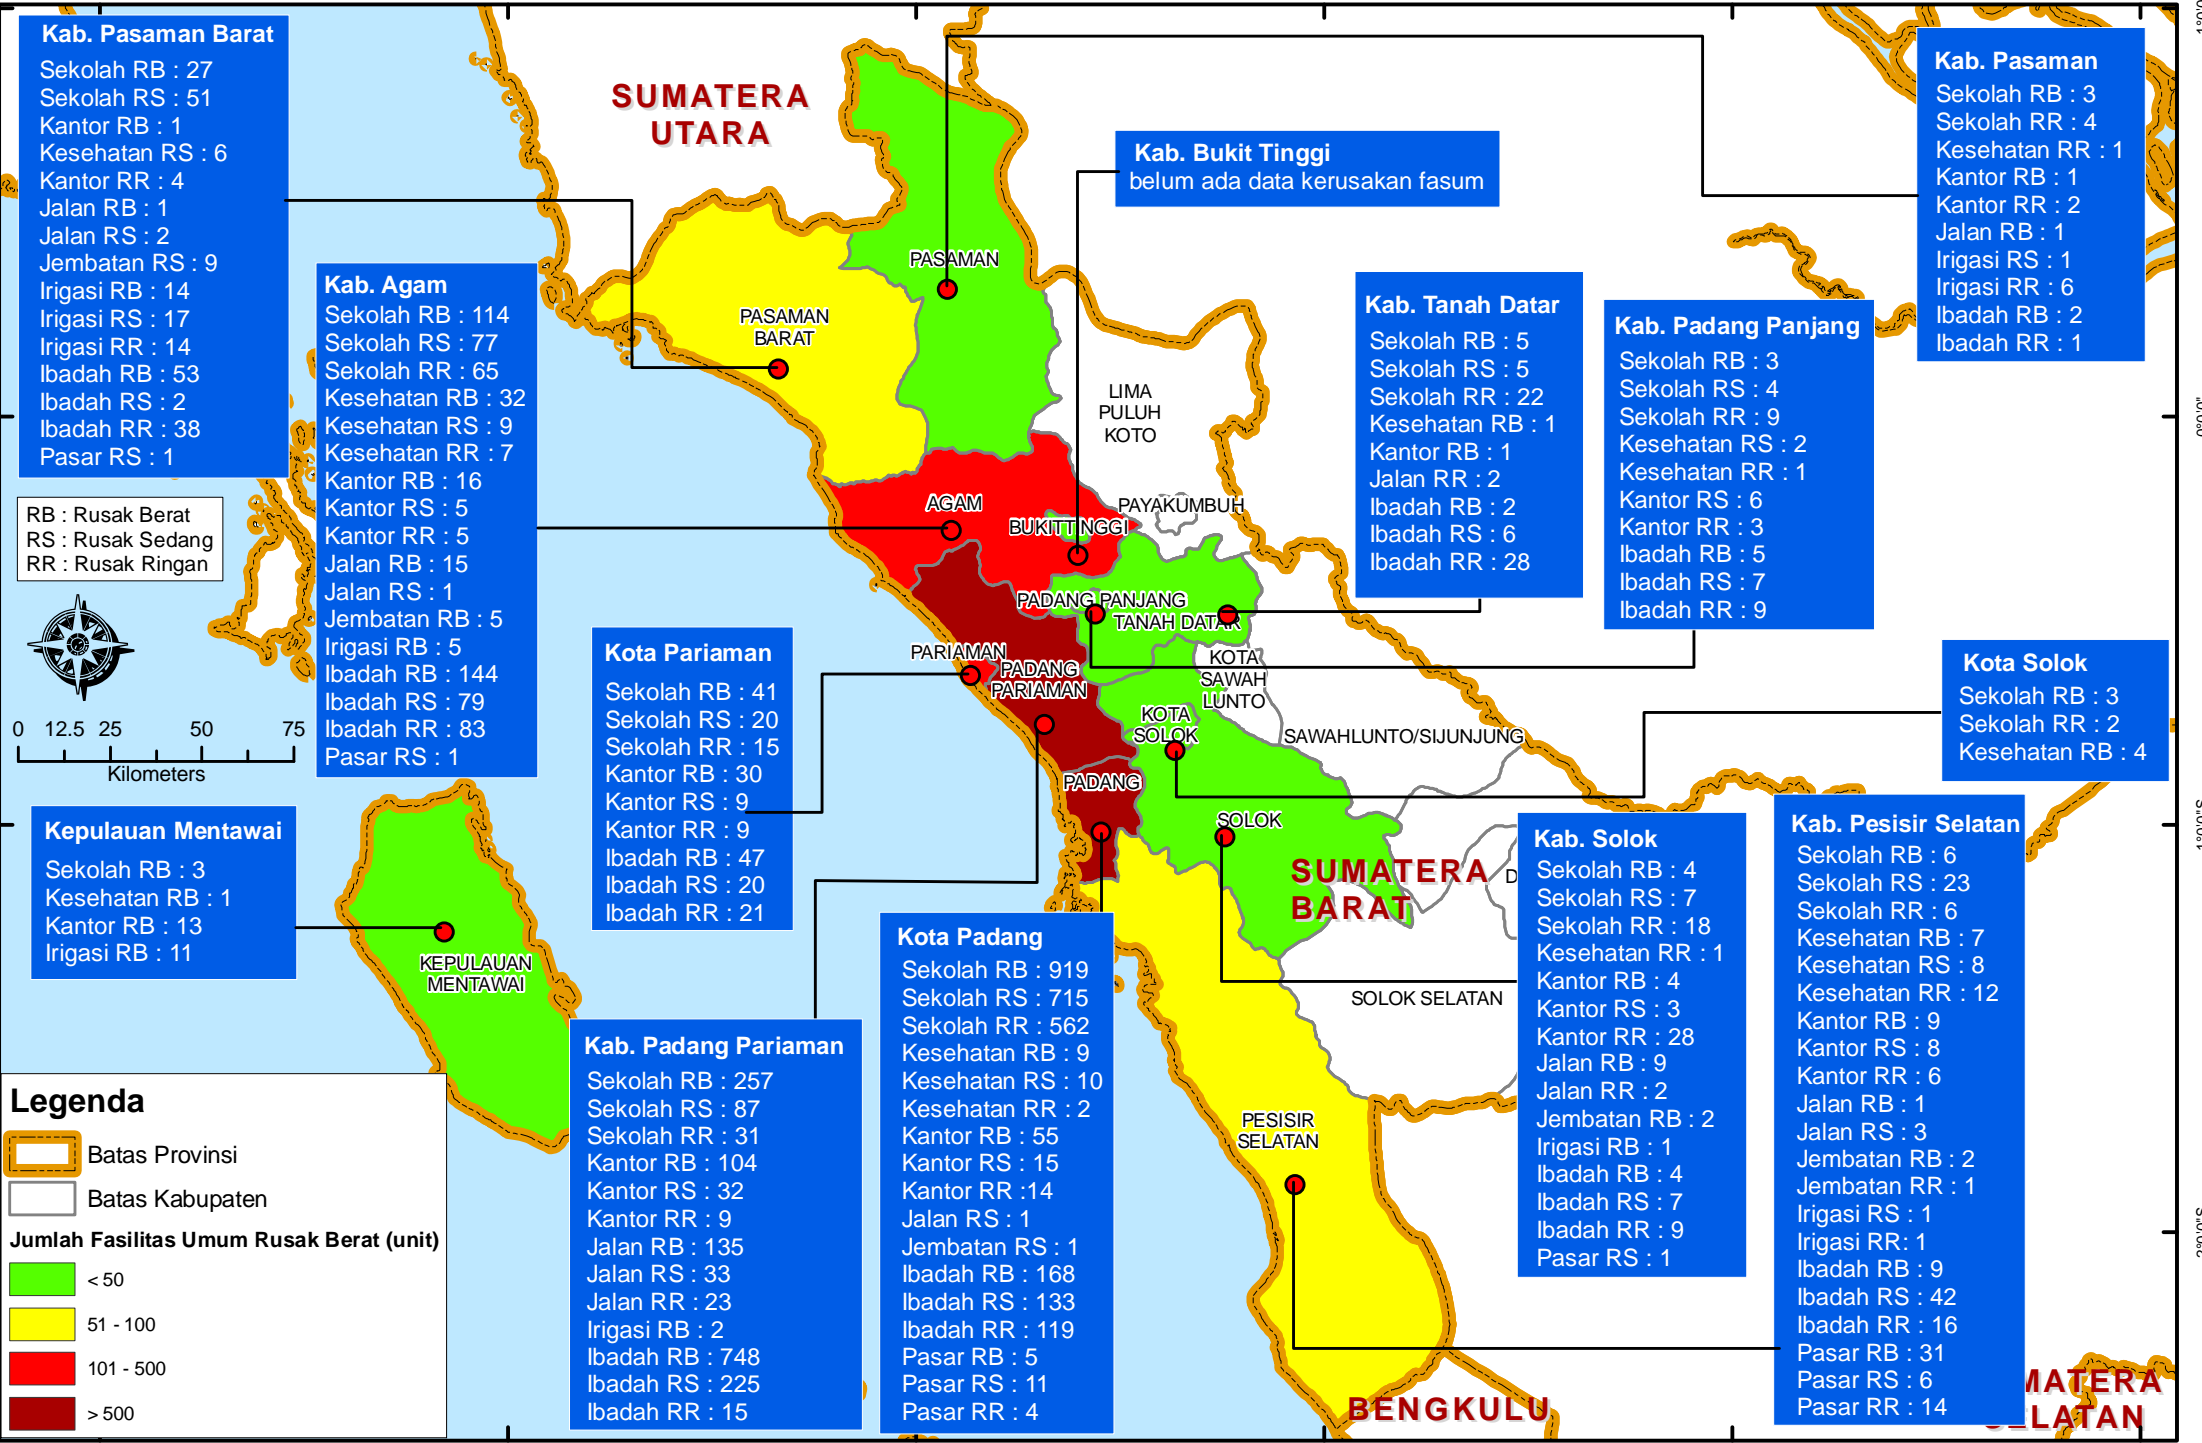 Kab. Pasaman Barat
Sekolah RB : 27
Sekolah RS : 51
Kantor RB : 1
Kesehatan RS : 6
Kantor RR : 4
Jalan RB : 1
Jalan RS : 2
Jembatan RS : 9
Irigasi RB : 14
Irigasi RS : 17
Irigasi RR : 14
Ibadah RB : 53
Ibadah RS : 2
Ibadah RR : 38
Pasar RS : 1
Kab. Agam
Sekolah RB : 114
Sekolah RS : 77
Sekolah RR : 65
Kesehatan RB : 32
Kesehatan RS : 9
Kesehatan RR : 7
Kantor RB : 16
Kantor RS : 5
Kantor RR : 5
Jalan RB : 15
Jalan RS : 1
Jembatan RB : 5
Irigasi RB : 5
Ibadah RB : 144
Ibadah RS : 79
Ibadah RR : 83
Pasar RS : 1
SUMATERA
UTARA
Kab. Bukit Tinggi
belum ada data kerusakan fasum
Kab. Pasaman
Sekolah RB : 3
Sekolah RR : 4
Kesehatan RR : 1
Kantor RB : 1
Kantor RR : 2
Jalan RB : 1
Irigasi RS : 1
Irigasi RR : 6
Ibadah RB : 2
Ibadah RR : 1
Kab. Tanah Datar
Sekolah RB : 5
Sekolah RS : 5
Sekolah RR : 22
Kesehatan RB : 1
Kantor RB : 1
Jalan RR : 2
Ibadah RB : 2
Ibadah RS : 6
Ibadah RR : 28
Kab. Padang Panjang
Sekolah RB : 3
Sekolah RS : 4
Sekolah RR : 9
Kesehatan RS : 2
Kesehatan RR : 1
Kantor RS : 6
Kantor RR : 3
Ibadah RB : 5
Ibadah RS : 7
Ibadah RR : 9
PASAMAN
PASAMAN
BARAT
LIMA
PULUH
KOTO
AGAM
BUKITTINGGI
PAYAKUMBUH
PADANG PANJANG
TANAH DATAR
PARIAMAN
PADANG
PARIAMAN
KOTA
SAWAH
LUNTO
KOTA
SOLOK
SAWAHLUNTO/SIJUNJUNG
PADANG
SOLOK
SUMATERA
BARAT
D
SOLOK SELATAN
PESISIR
SELATAN
KEPULAUAN
MENTAWAI
RB : Rusak Berat
RS : Rusak Sedang
RR : Rusak Ringan
0 12.5 25 50 75
Kilometers
Kota Pariaman
Sekolah RB : 41
Sekolah RS : 20
Sekolah RR : 15
Kantor RB : 30
Kantor RS : 9
Kantor RR : 9
Ibadah RB : 47
Ibadah RS : 20
Ibadah RR : 21
Kota Solok
Sekolah RB : 3
Sekolah RR : 2
Kesehatan RB : 4
Kepulauan Mentawai
Sekolah RB : 3
Kesehatan RB : 1
Kantor RB : 13
Irigasi RB : 11
Kab. Padang Pariaman
Sekolah RB : 257
Sekolah RS : 87
Sekolah RR : 31
Kantor RB : 104
Kantor RS : 32
Kantor RR : 9
Jalan RB : 135
Jalan RS : 33
Jalan RR : 23
Irigasi RB : 2
Ibadah RB : 748
Ibadah RS : 225
Ibadah RR : 15
Kota Padang
Sekolah RB : 919
Sekolah RS : 715
Sekolah RR : 562
Kesehatan RB : 9
Kesehatan RS : 10
Kesehatan RR : 2
Kantor RB : 55
Kantor RS : 15
Kantor RR :14
Jalan RS : 1
Jembatan RS : 1
Ibadah RB : 168
Ibadah RS : 133
Ibadah RR : 119
Pasar RB : 5
Pasar RS : 11
Pasar RR : 4
Kab. Solok
Sekolah RB : 4
Sekolah RS : 7
Sekolah RR : 18
Kesehatan RR : 1
Kantor RB : 4
Kantor RS : 3
Kantor RR : 28
Jalan RB : 9
Jalan RR : 2
Jembatan RB : 2
Irigasi RB : 1
Ibadah RB : 4
Ibadah RS : 7
Ibadah RR : 9
Pasar RS : 1
Kab. Pesisir Selatan
Sekolah RB : 6
Sekolah RS : 23
Sekolah RR : 6
Kesehatan RB : 7
Kesehatan RS : 8
Kesehatan RR : 12
Kantor RB : 9
Kantor RS : 8
Kantor RR : 6
Jalan RB : 1
Jalan RS : 3
Jembatan RB : 2
Jembatan RR : 1
Irigasi RS : 1
Irigasi RR: 1
Ibadah RB : 9
Ibadah RS : 42
Ibadah RR : 16
Pasar RB : 31
Pasar RS : 6
Pasar RR : 14
BENGKULU
MATERA
ELATAN
Legenda
Batas Provinsi
Batas Kabupaten
Jumlah Fasilitas Umum Rusak Berat (unit)
< 50
51 - 100
101 - 500
> 500